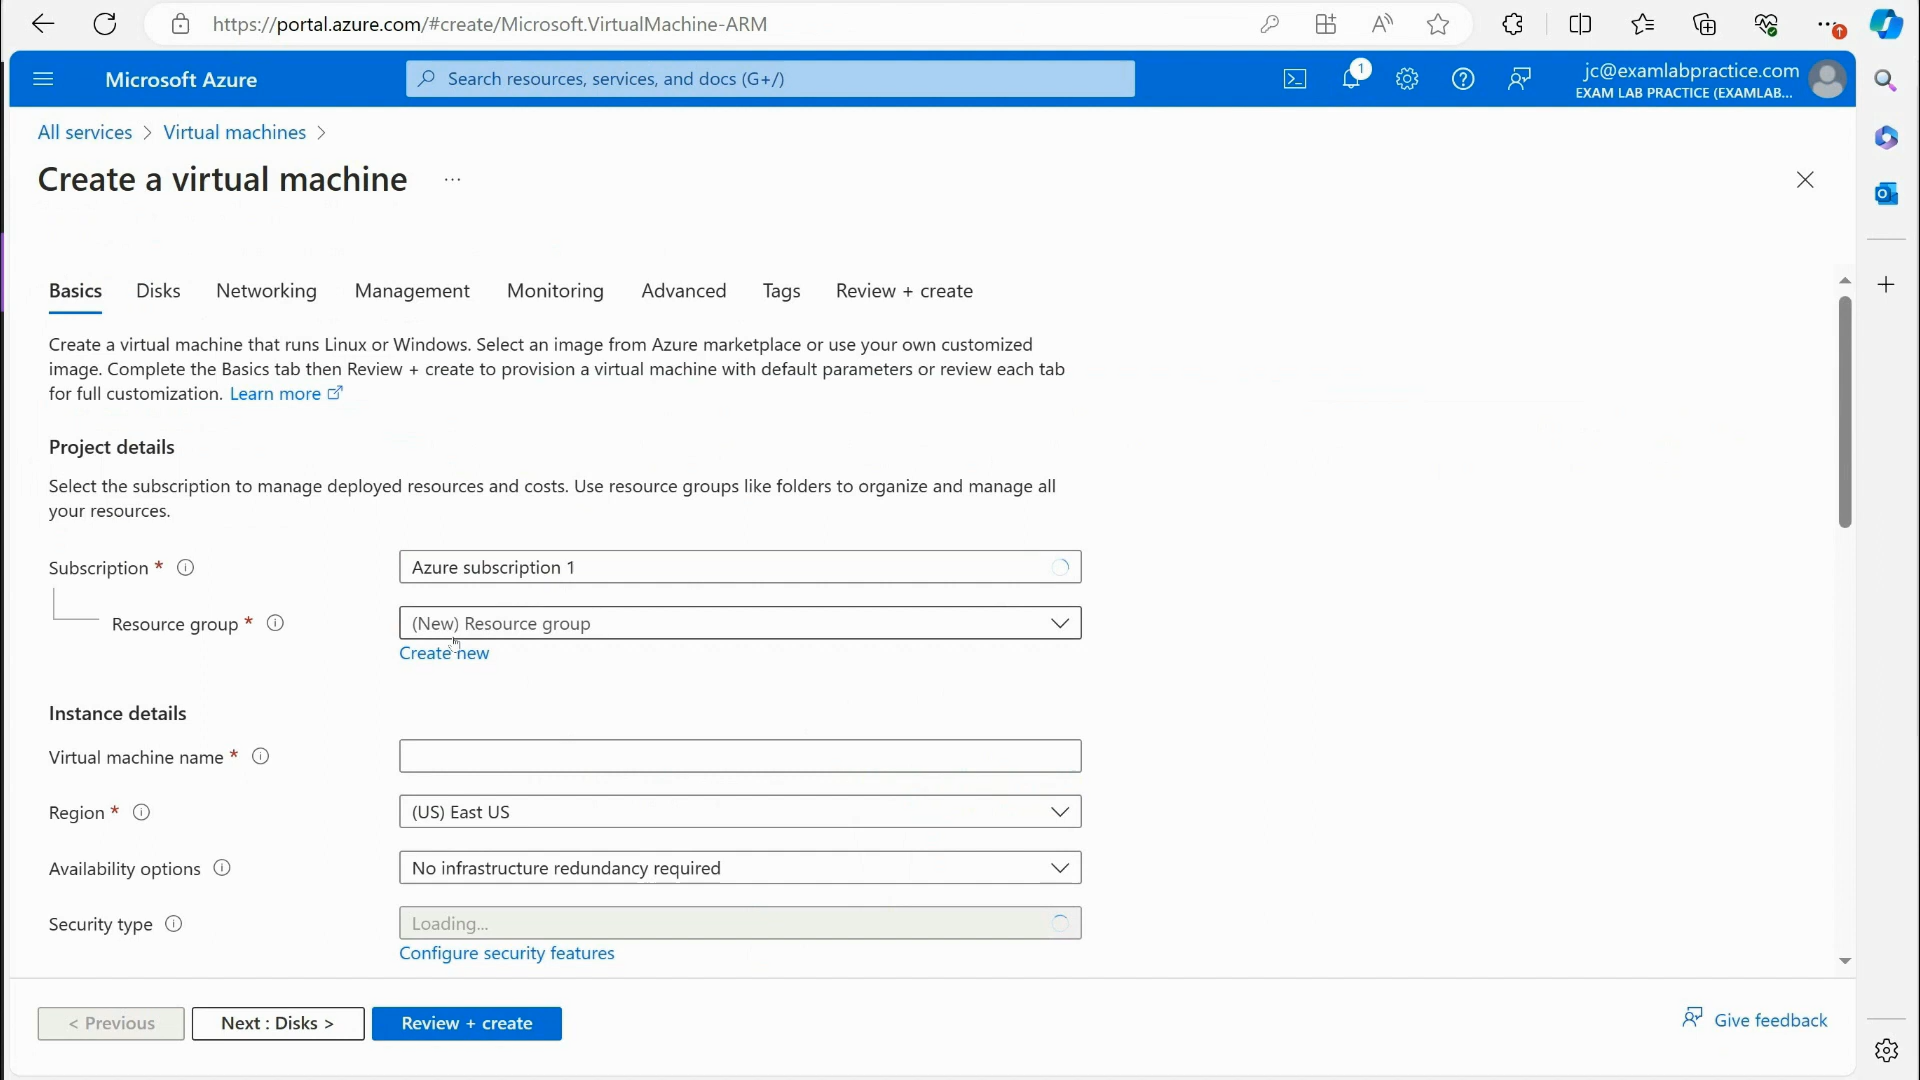 https://portal.azure.com/#create/Microsoft.VirtualMachine-ARM
Microsoft Azure
Search resources, services, and docs (G+/)
1
jc@examlabpractice.com
EXAM LAB PRACTICE (EXAMLAB...
All services > Virtual machines >
Create a virtual machine ...
Basics Disks Networking Management Monitoring Advanced Tags Review + create
Create a virtual machine that runs Linux or Windows. Select an image from Azure marketplace or use your own customized
image. Complete the Basics tab then Review + create to provision a virtual machine with default parameters or review each tab
for full customization. Learn more
Project details
Select the subscription to manage deployed resources and costs. Use resource groups like folders to organize and manage all
your resources.
Subscription * Azure subscription 1
Resource group * (New) Resource group
Create new
Instance details
Virtual machine name *
Region * (US) East US
Availability options No infrastructure redundancy required
Security type Loading...
Configure security features
< Previous Next : Disks > Review + create
Give feedback